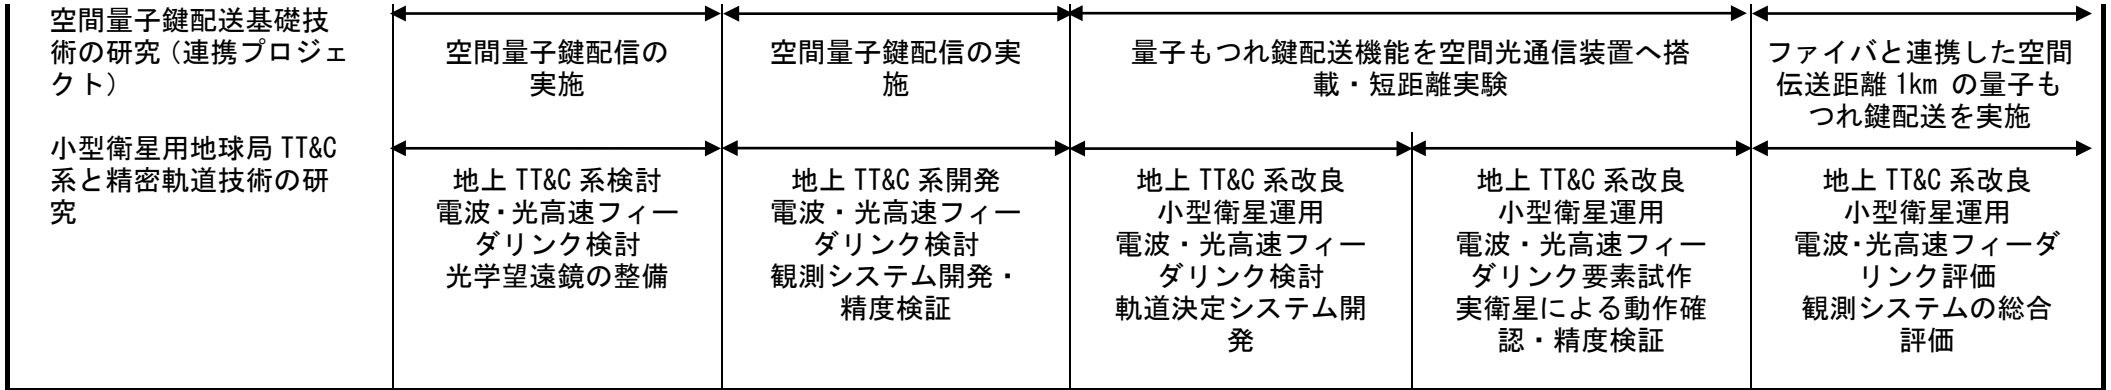 空間量子鍵配送基礎技
術の研究（連携プロジェ
クト）
空間量子鍵配信の
実施
空間量子鍵配信の実
施
量子もつれ鍵配送機能を空間光通信装置へ搭
載・短距離実験
ファイバと連携した空間
伝送距離 1km の量子も
つれ鍵配送を実施
小型衛星用地球局 TT&C
系と精密軌道技術の研
究
地上 TT&C 系検討
電波・光高速フィー
ダリンク検討
光学望遠鏡の整備
地上 TT&C 系開発
電波・光高速フィー
ダリンク検討
観測システム開発・
精度検証
地上 TT&C 系改良
小型衛星運用
電波・光高速フィー
ダリンク検討
軌道決定システム開
発
地上 TT&C 系改良
小型衛星運用
電波・光高速フィー
ダリンク要素試作
実衛星による動作確
認・精度検証
地上 TT&C 系改良
小型衛星運用
電波・光高速フィーダ
リンク評価
観測システムの総合
評価